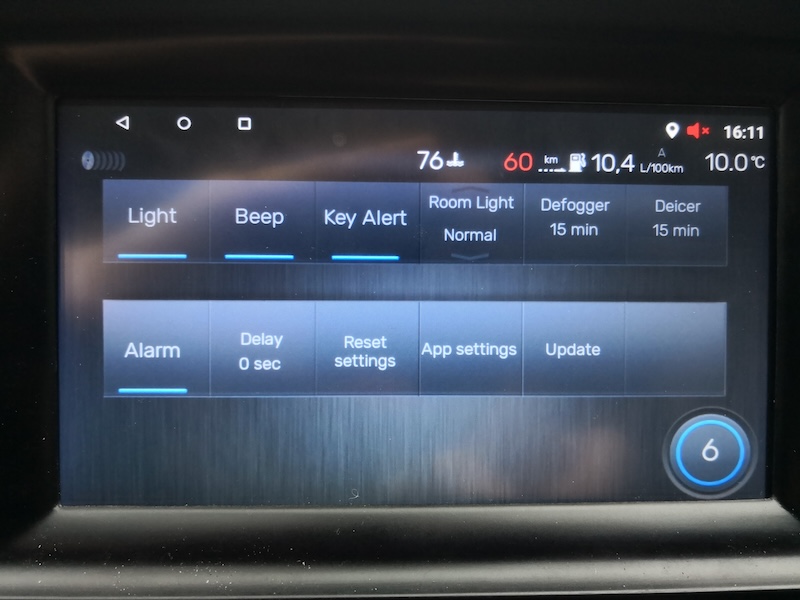 16:11
76 60 km 10,4 A L/100km 10.0°C
Light Beep Key Alert Room Light Normal Defogger 15 min Deicer 15 min
Alarm Delay 0 sec Reset settings App settings Update
6